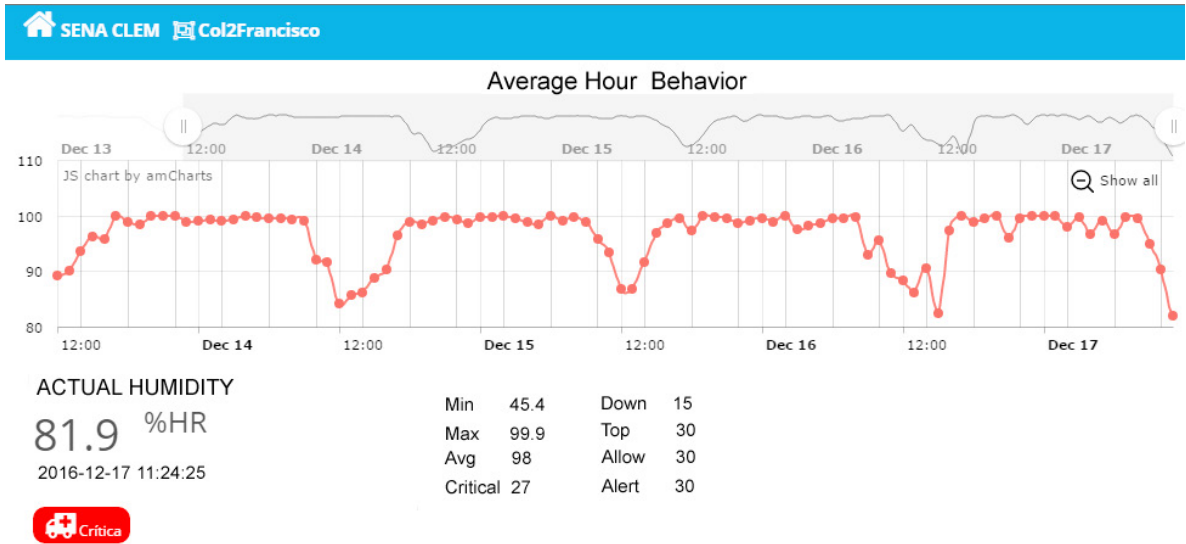 SENA CLEM Col2Francisco
Average Hour Behavior
Dec 13 12:00 Dec 14 12:00 Dec 15 12:00 Dec 16 12:00 Dec 17
JS chart by amCharts
Show all
110
100
90
80
12:00 Dec 14 12:00 Dec 15 12:00 Dec 16 12:00 Dec 17
ACTUAL HUMIDITY
81.9 %HR
2016-12-17 11:24:25
Min 45.4 Down 15
Max 99.9 Top 30
Avg 98 Allow 30
Critical 27 Alert 30
Crítica